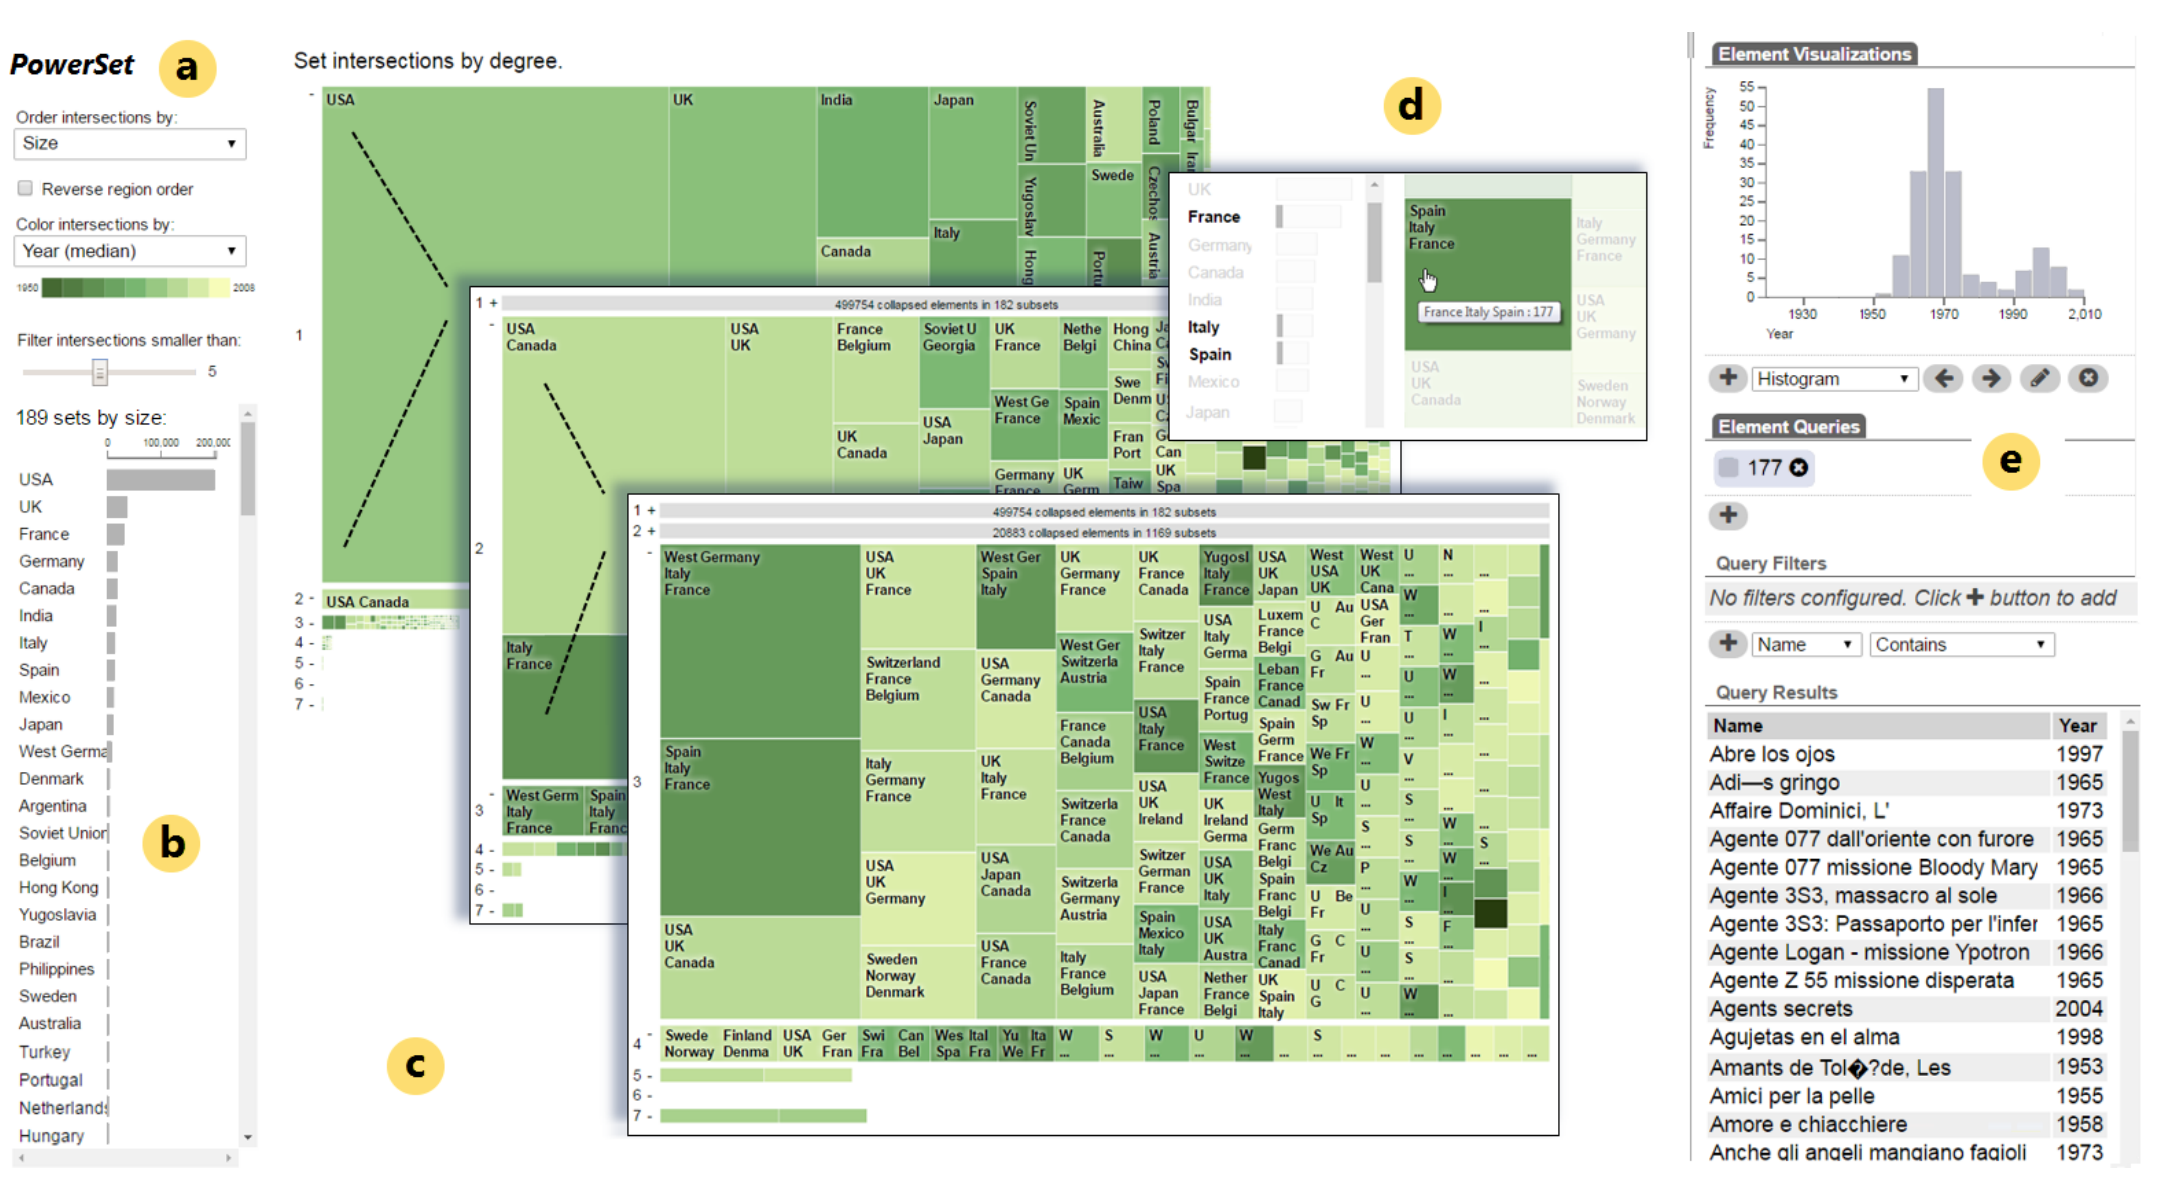 PowerSet
a
Order intersections by:
Size
Reverse region order
Color intersections by:
Year (median)
1950
2008
Filter intersections smaller than:
5
189 sets by size:
0 100,000
USA
UK
France
Germany
Canada
India
Italy
Spain
Mexico
Japan
West Germa
Denmark
Argentina
Soviet Union
Belgium
Hong Kong
Yugoslavia
Brazil
Philippines
Sweden
Australia
Turkey
Portugal
Netherlands
Hungary
b
Set intersections by degree.
-
1
USA
UK
India
Canada
Japan
Italy
Soviet Un
Yugoslav
Hong
Australia
Swede
Portu
Poland
Czechos
Austria
Bulgar
Ira
2 - USA Canada
3 -
4 -
5 -
6 -
7 -
c
1 + 499754 collapsed elements in 182 subsets
-
2
USA
Canada
Italy
France
USA
UK
France
Belgium
UK
Canada
Soviet U
Georgia
USA
Japan
UK
France
West Ge
France
Germany
France
Nethe
Belgi
Spain
Mexic
UK
Germ
Hong
China
Swe
Denm
Fran
Port
Taiw
Can
UK
Spa
-
3
West Germ
Italy
France
Spain
Italy
Franc
4 -
5 -
6 -
7 -
1 + 499754 collapsed elements in 182 subsets
2 + 20883 collapsed elements in 1169 subsets
-
3
West Germany
Italy
France
Spain
Italy
France
USA
UK
Canada
USA
UK
France
Switzerland
France
Belgium
Italy
Germany
France
USA
UK
Germany
Sweden
Norway
Denmark
West Ger
Spain
Italy
USA
Germany
Canada
UK
Italy
France
USA
Japan
Canada
USA
France
Canada
UK
Germany
France
West Ger
Switzerla
Austria
France
Canada
Belgium
Switzerla
France
Canada
Switzerla
Germany
Austria
Italy
France
Belgium
UK
France
Canada
Switzer
Italy
France
USA
Italy
France
USA
UK
Ireland
Switzer
German
France
Spain
Mexico
Italy
USA
Japan
France
Yugosl
Italy
France
USA
Italy
Germa
Spain
France
Portug
West
Switze
France
UK
Ireland
Germa
USA
UK
Italy
USA
UK
Austra
Nether
France
Belgi
USA
UK
Japan
Luxem
France
Belgi
Leban
France
Canad
Spain
Germ
France
Yugos
West
Italy
Germ
Franc
Belgi
Spain
Franc
Belgi
Italy
Franc
Canad
UK
Spain
Italy
West
USA
UK
U Au
C
G Au
Fr
Sw Fr
Sp
We Fr
Sp
U It
Sp
We Au
Cz
U Be
Fr
G C
Fr
U C
G
West
UK
Cana
USA
Ger
Fran
U
...
U
...
W
...
U
...
S
...
P
...
U
...
U
...
U
...
U
...
W
...
T
...
U
...
U
...
V
...
S
...
S
...
W
...
S
...
S
...
W
...
N
...
...
W
...
W
...
I
...
...
...
W
...
W
...
I
...
F
...
...
...
...
...
I
...
...
...
...
...
...
S
...
-
4
Swede
Norway
Finland
Denma
USA
UK
Ger
Fran
Swi
Fra
Can
Bel
Wes
Spa
Ital
Fra
Yu
We
Ita
Fr
W
...
S
...
W
...
U
...
W
...
...
S
...
...
...
...
...
...
...
...
5 -
6 -
7 -
d
UK
France
Germany
Canada
India
Italy
Spain
Mexico
Japan
Spain
Italy
France
France Italy Spain : 177
USA
UK
Canada
Italy
Germany
France
USA
UK
Germany
Sweden
Norway
Denmark
Element Visualizations
Frequency
55
50
45
40
35
30
25
20
15
10
5
0
1930 1950 1970 1990 2,010
Year
Histogram
Element Queries
177
e
Query Filters
No filters configured. Click + button to add
Name Contains
Query Results
Name Year
Abre los ojos 1997
Adi—s gringo 1965
Affaire Dominici, L' 1973
Agente 077 dall'oriente con furore 1965
Agente 077 missione Bloody Mary 1965
Agente 3S3, massacro al sole 1966
Agente 3S3: Passaporto per l'infer 1965
Agente Logan - missione Ypotron 1966
Agente Z 55 missione disperata 1965
Agents secrets 2004
Agujetas en el alma 1998
Amants de Tol�?de, Les 1953
Amici per la pelle 1955
Amore e chiacchiere 1958
Anche gli angeli mangiano fagioli 1973